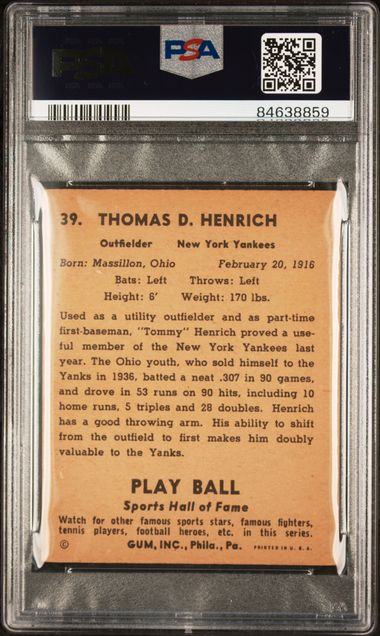 PSA
PSA
84638859
39. THOMAS D. HENRICH
Outfielder New York Yankees
Born: Massillon, Ohio February 20, 1916
Bats: Left Throws: Left
Height: 6' Weight: 170 lbs.
Used as a utility outfielder and as part-time
first-baseman, "Tommy" Henrich proved a use-
ful member of the New York Yankees last
year. The Ohio youth, who sold himself to the
Yanks in 1936, batted a neat .307 in 90 games,
and drove in 53 runs on 90 hits, including 10
home runs, 5 triples and 28 doubles. Henrich
has a good throwing arm. His ability to shift
from the outfield to first makes him doubly
valuable to the Yanks.
PLAY BALL
Sports Hall of Fame
Watch for other famous sports stars, famous fighters,
tennis players, football heroes, etc., in this series.
© GUM, INC., Phila., Pa. PRINTED IN U. S. A.